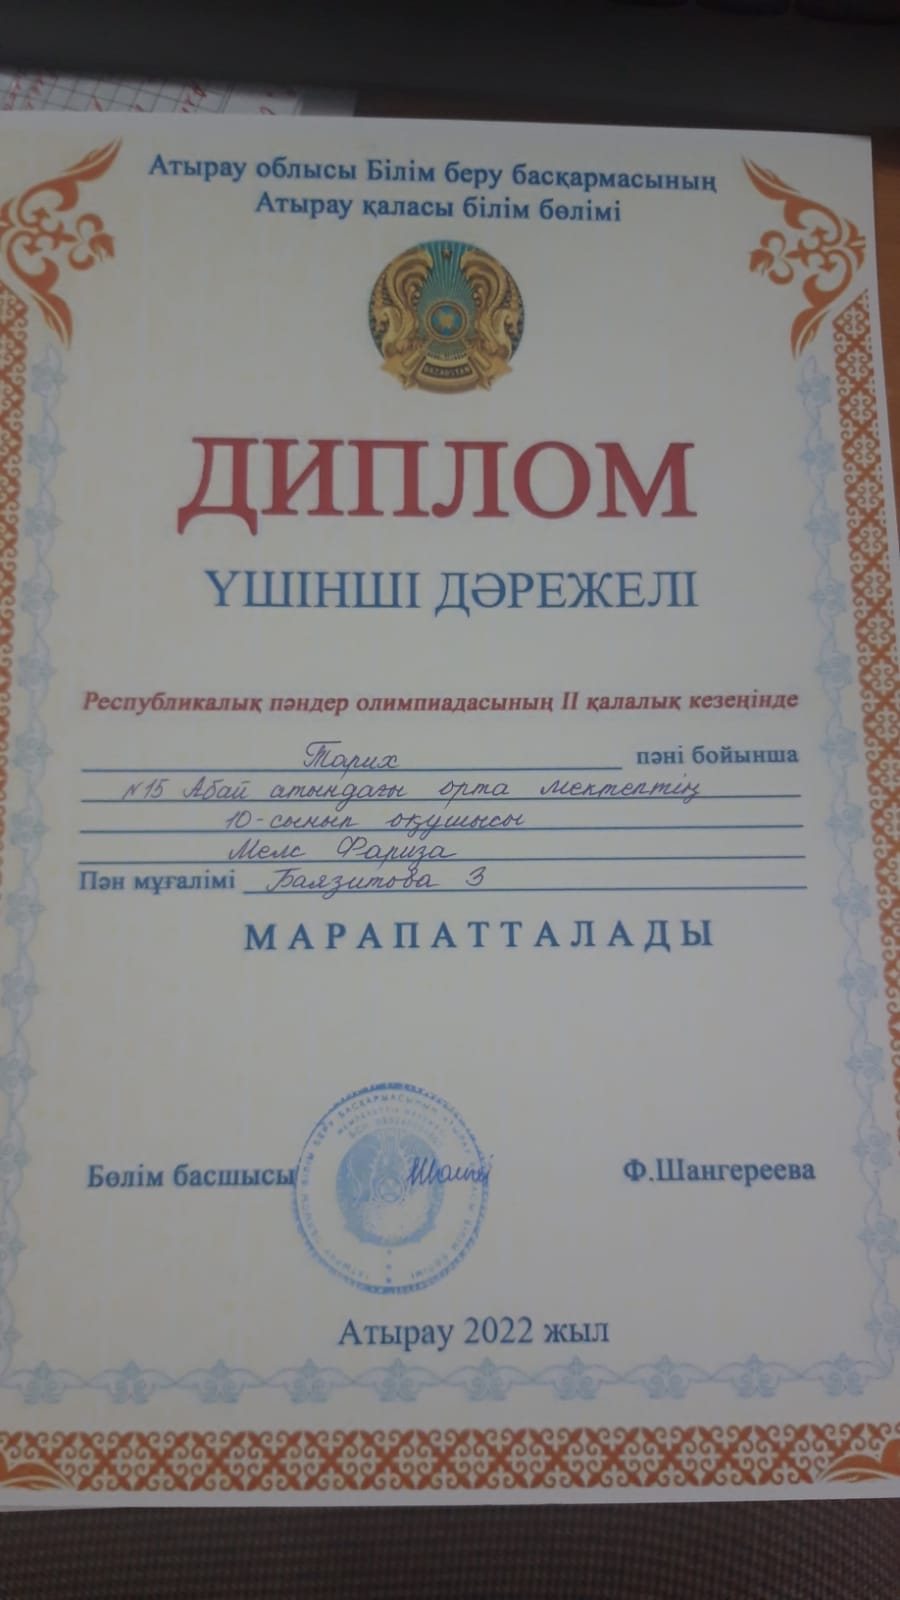 Атырау облысы Білім беру басқармасының
Атырау қаласы білім бөлімі
KAZAKSTAN
ДИПЛОМ
ҮШІНШІ ДӘРЕЖЕЛІ
Республикалық пәндер олимпиадасының II қалалық кезеңінде
Тарих пәні бойынша
№15 Абай атындағы орта мектептің
10-сынып оқушысы
Мелс Фариза
Пән мұғалімі Баязитова З
МАРАПАТТАЛАДЫ
Бөлім басшысы Ф.Шангереева
Атырау 2022 жыл